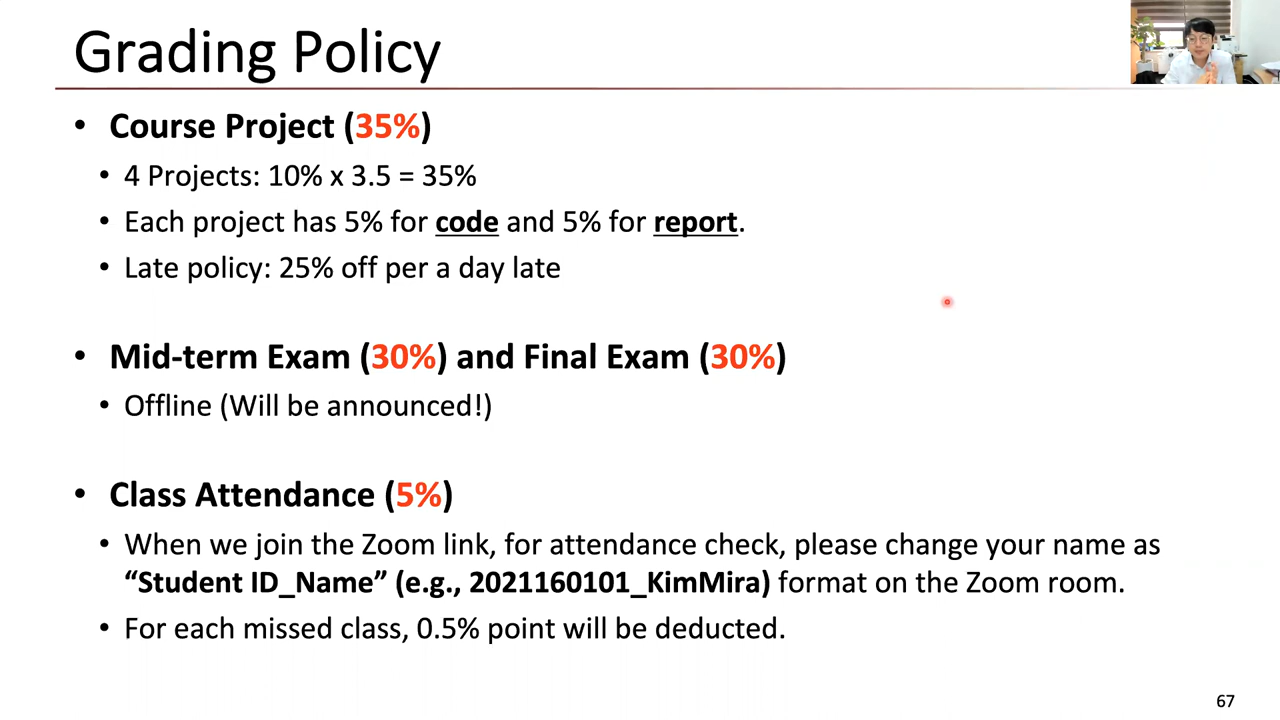 Grading Policy
• Course Project (35%)
• 4 Projects: 10% x 3.5 = 35%
• Each project has 5% for code and 5% for report.
• Late policy: 25% off per a day late
• Mid-term Exam (30%) and Final Exam (30%)
• Offline (Will be announced!)
• Class Attendance (5%)
• When we join the Zoom link, for attendance check, please change your name as
“Student ID_Name” (e.g., 2021160101_KimMira) format on the Zoom room.
• For each missed class, 0.5% point will be deducted.
67